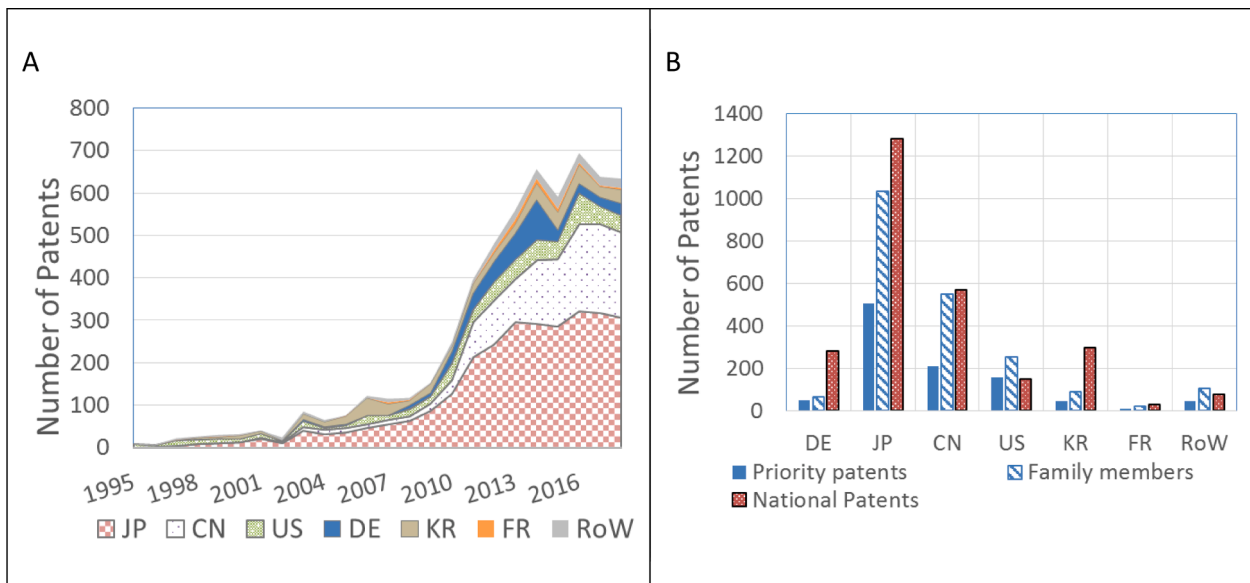 A
Number of Patents
800
700
600
500
400
300
200
100
0
1995 1998 2001 2004 2007 2010 2013 2016
JP CN US DE KR FR RoW
B
Number of Patents
1400
1200
1000
800
600
400
200
0
DE JP CN US KR FR RoW
Priority patents Family members
National Patents